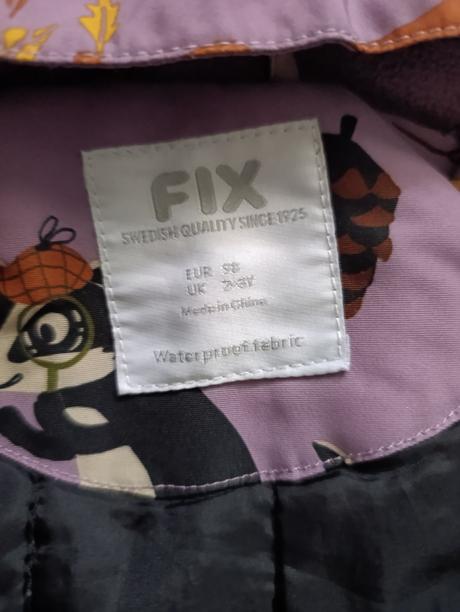 FIX
SWEDISH QUALITY SINCE 1925
EUR 98
UK 2-3Y
Made in China
Waterproof fabric